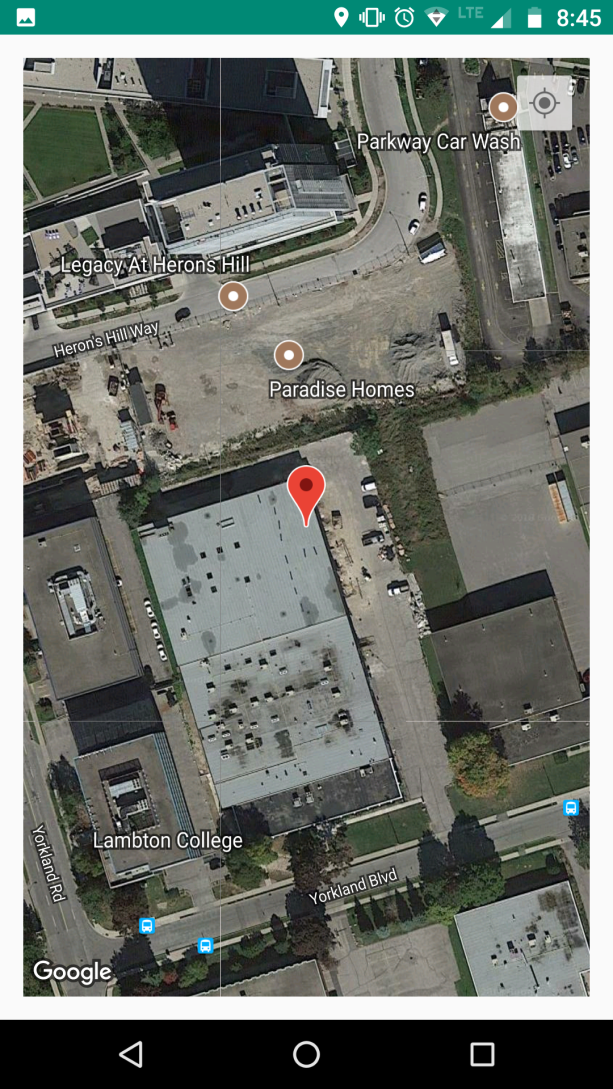 LTE 8:45
Parkway Car Wash
Legacy At Herons Hill
Heron's Hill Way
Paradise Homes
Lambton College
Yorkland Rd
Yorkland Blvd
Google